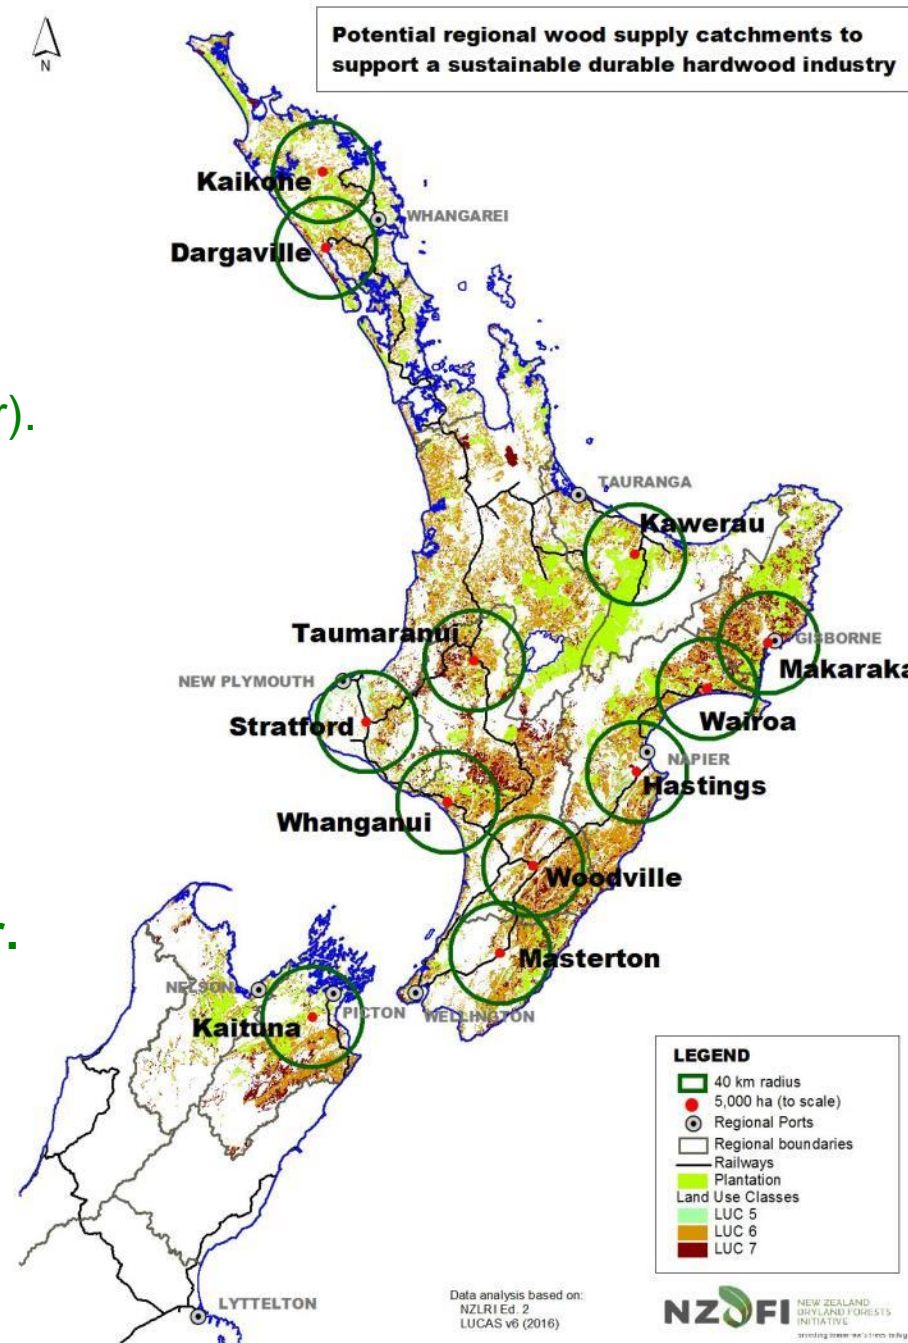 N
Potential regional wood supply catchments to
support a sustainable durable hardwood industry
Kaikohe
WHANGAREI
Dargaville
r).
TAURANGA
Kawerau
Taumaranui
GISBORNE
Makaraka
NEW PLYMOUTH
Wairoa
Stratford
NAPIER
Hastings
Whanganui
Woodville
r.
Masterton
NELSON
PICTON
WELLINGTON
Kaituna
LEGEND
40 km radius
5,000 ha (to scale)
Regional Ports
Regional boundaries
Railways
Plantation
Land Use Classes
LUC 5
LUC 6
LUC 7
LYTTELTON
Data analysis based on:
NZLRI Ed. 2
LUCAS v6 (2016)
NZDFI
NEW ZEALAND
DRYLAND FORESTS
INITIATIVE